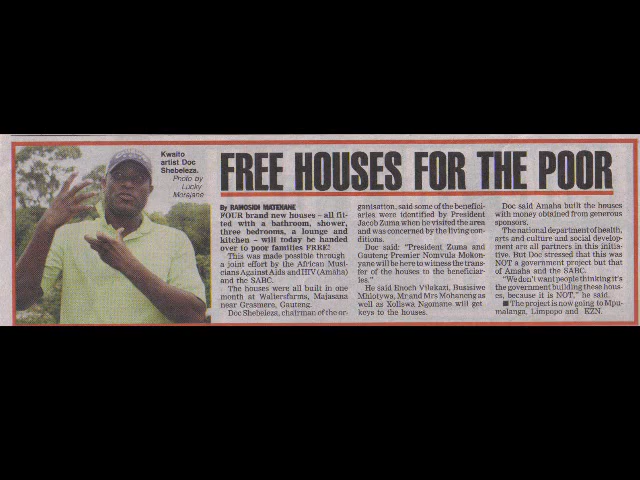 Kwaito
artist Doc
Shebeleza.
Photo by
Lucky
Morajane
FREE HOUSES FOR THE POOR
By RAMOSIDI MATEKANE
FOUR brand new houses – all fit-
ted with a bathroom, shower,
three bedrooms, a lounge and
kitchen – will today be handed
over to poor families FREE!
This was made possible through
a joint effort by the African Musi-
cians Against Aids and HIV (Amaha)
and the SABC.
The houses were all built in one
month at Waltersfarms, Majasana
near Grasmere, Gauteng.
Doc Shebeleza, chairman of the or-
ganisation, said some of the benefici-
aries were identified by President
Jacob Zuma when he visited the area
and was concerned by the living con-
ditions.
Doc said: "President Zuma and
Gauteng Premier Nomvula Mokon-
yane will be here to witness the trans-
fer of the houses to the beneficiar-
ies."
He said Enoch Vilakazi, Busisiwe
Mhlotywa, Mr and Mrs Mohaneng as
well as Xoliswa Ngomane will get
keys to the houses.
Doc said Amaha built the houses
with money obtained from generous
sponsors.
The national department of health,
arts and culture and social develop-
ment are all partners in this initia-
tive. But Doc stressed that this was
NOT a government project but that
of Amaha and the SABC.
"We don't want people thinking it's
the government building these hous-
es, because it is NOT," he said.
■ The project is now going to Mpu-
malanga, Limpopo and KZN.